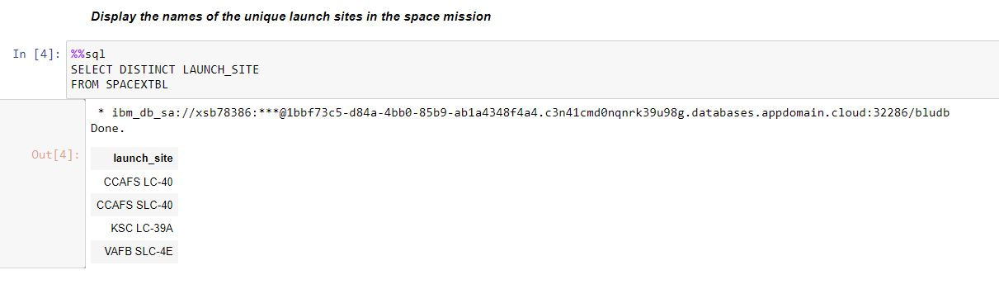 Display the names of the unique launch sites in the space mission
In [4]: %%sql
SELECT DISTINCT LAUNCH_SITE
FROM SPACEXTBL
* ibm_db_sa://xsb78386:***@1bbf73c5-d84a-4bb0-85b9-ab1a4348f4a4.c3n41cmd0nqnrk39u98g.databases.appdomain.cloud:32286/bludb
Done.
Out[4]:
launch_site
CCAFS LC-40
CCAFS SLC-40
KSC LC-39A
VAFB SLC-4E